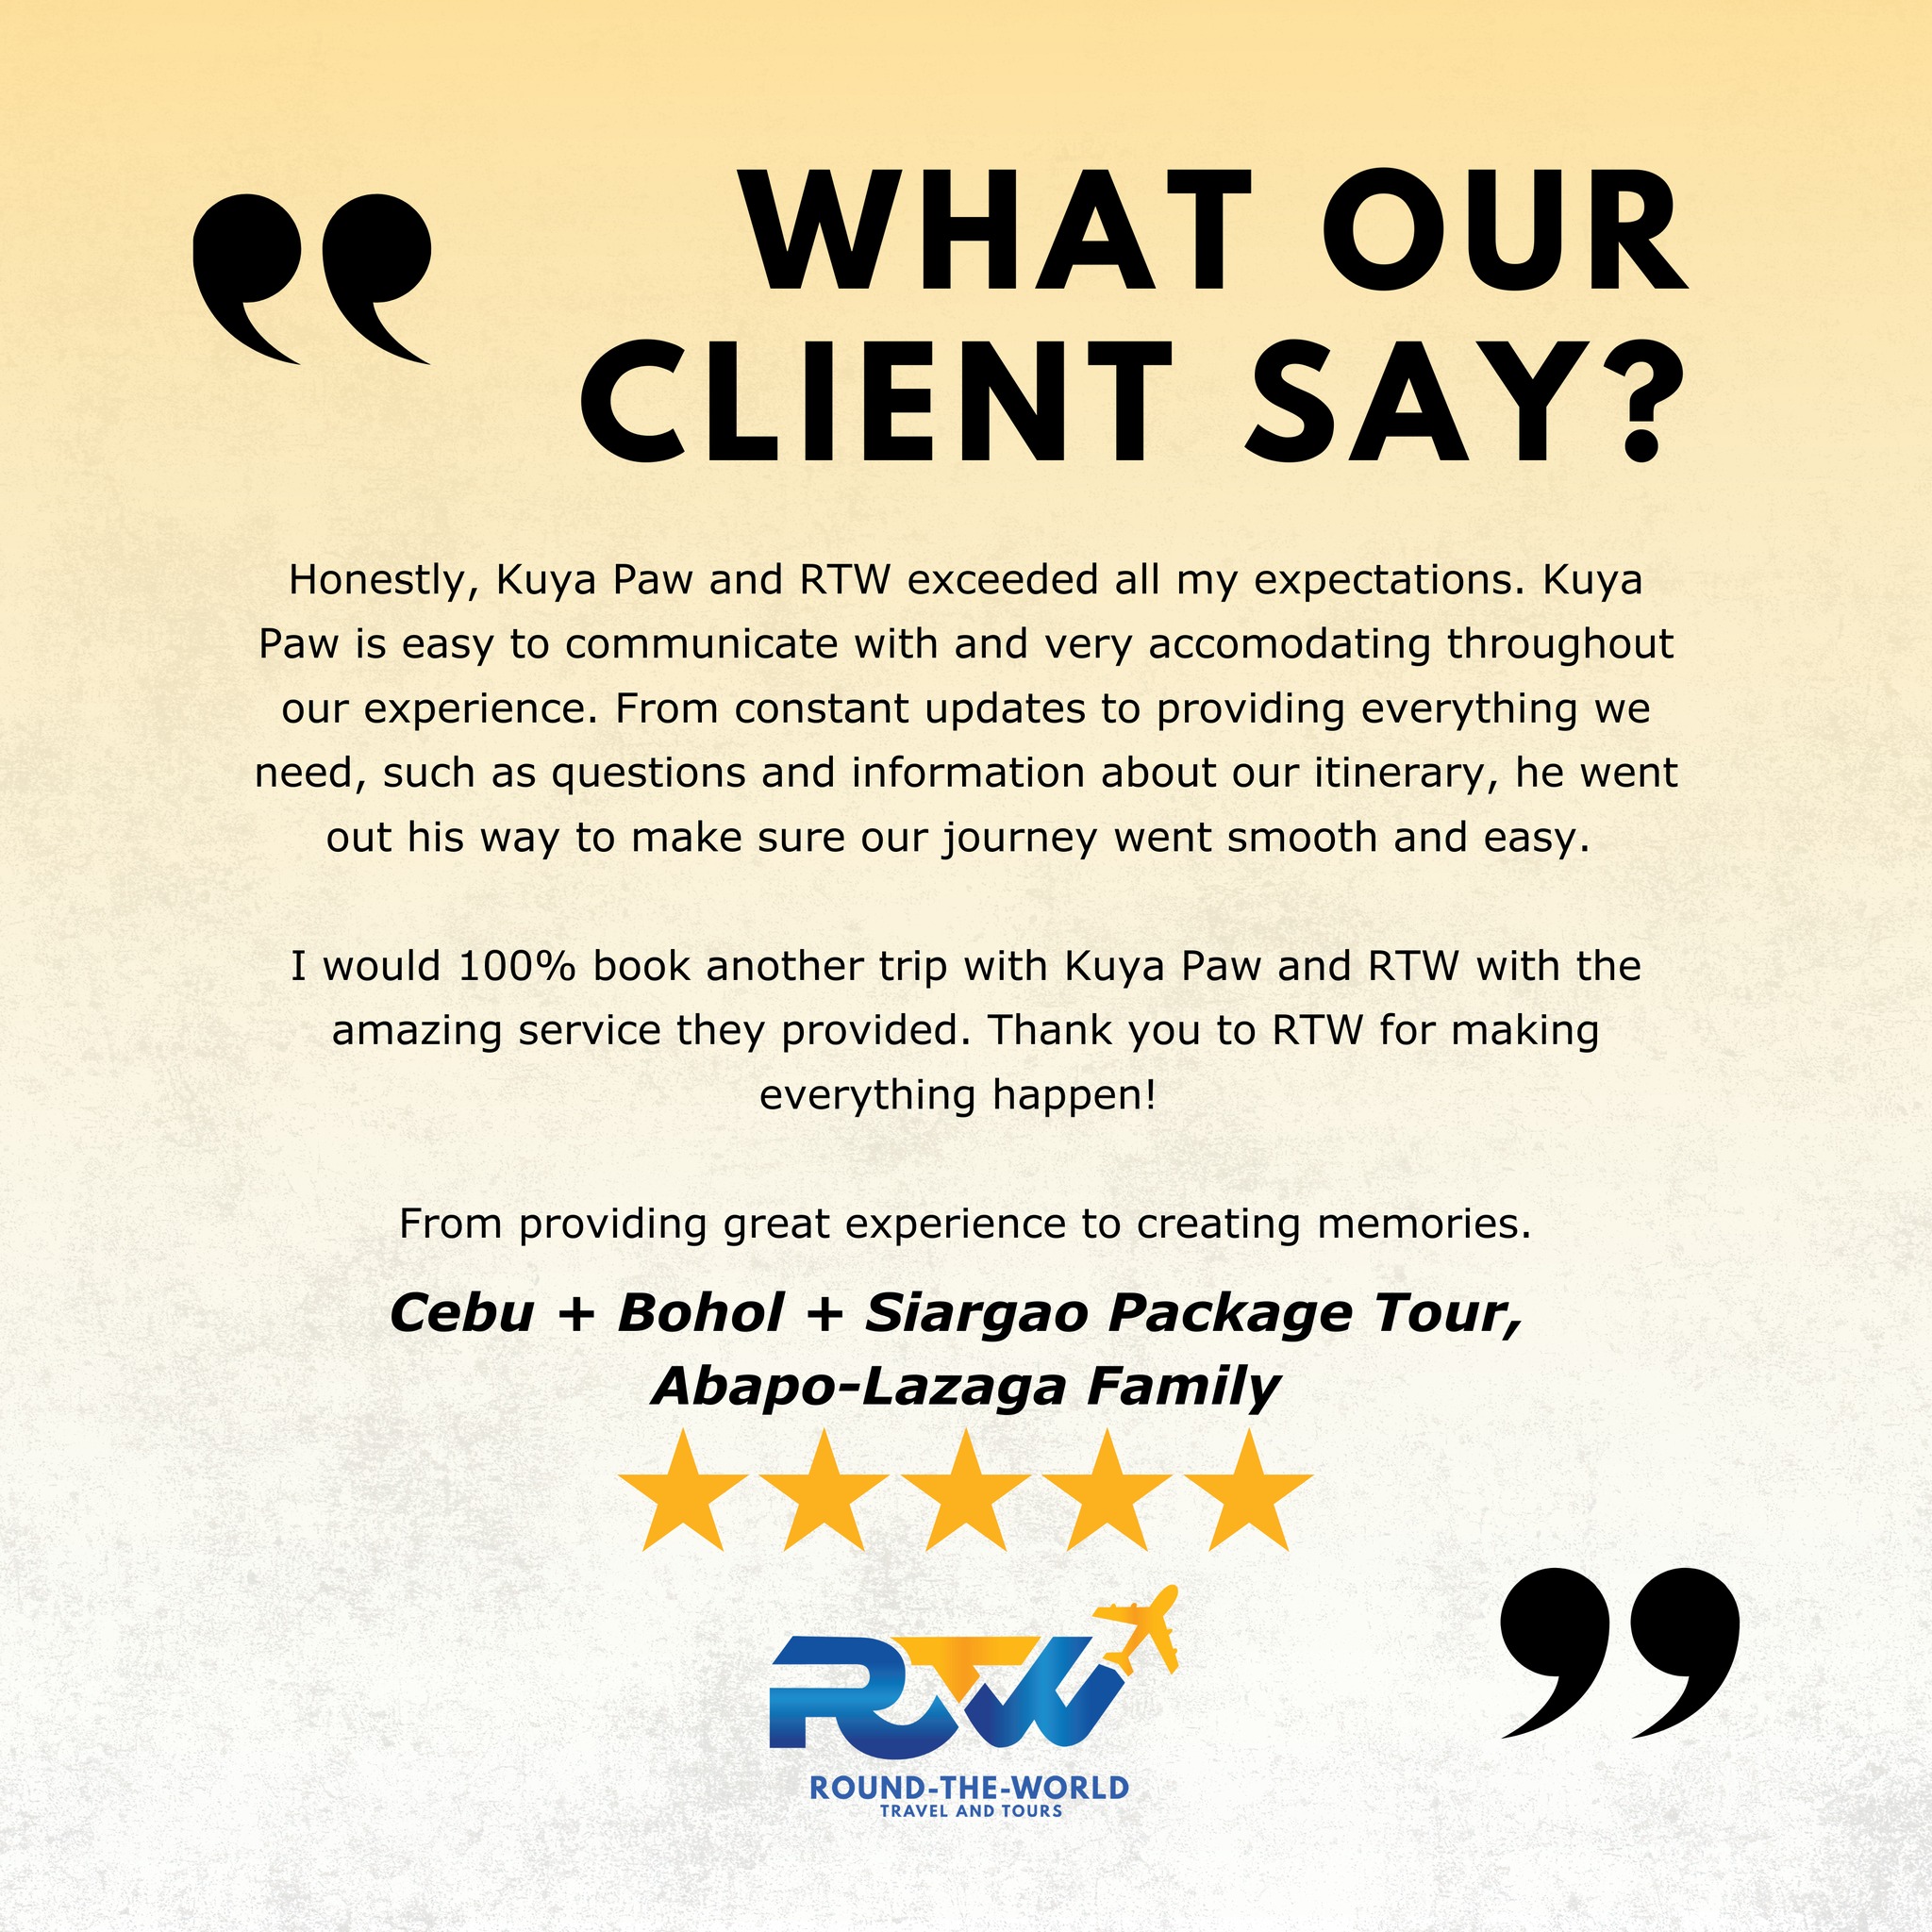 WHAT OUR
CLIENT SAY?
Honestly, Kuya Paw and RTW exceeded all my expectations. Kuya
Paw is easy to communicate with and very accomodating throughout
our experience. From constant updates to providing everything we
need, such as questions and information about our itinerary, he went
out his way to make sure our journey went smooth and easy.
I would 100% book another trip with Kuya Paw and RTW with the
amazing service they provided. Thank you to RTW for making
everything happen!
From providing great experience to creating memories.
Cebu + Bohol + Siargao Package Tour,
Abapo-Lazaga Family
RTW
ROUND-THE-WORLD
TRAVEL AND TOURS